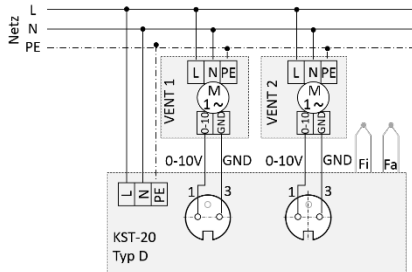 Netz
L
N
PE
VENT 1
L N PE
M
1~
0-10
GND
VENT 2
L N PE
M
1~
0-10
GND
0-10V
GND
0-10V
GND
Fi
Fa
L N PE
1
3
1
3
KST-20
Typ D